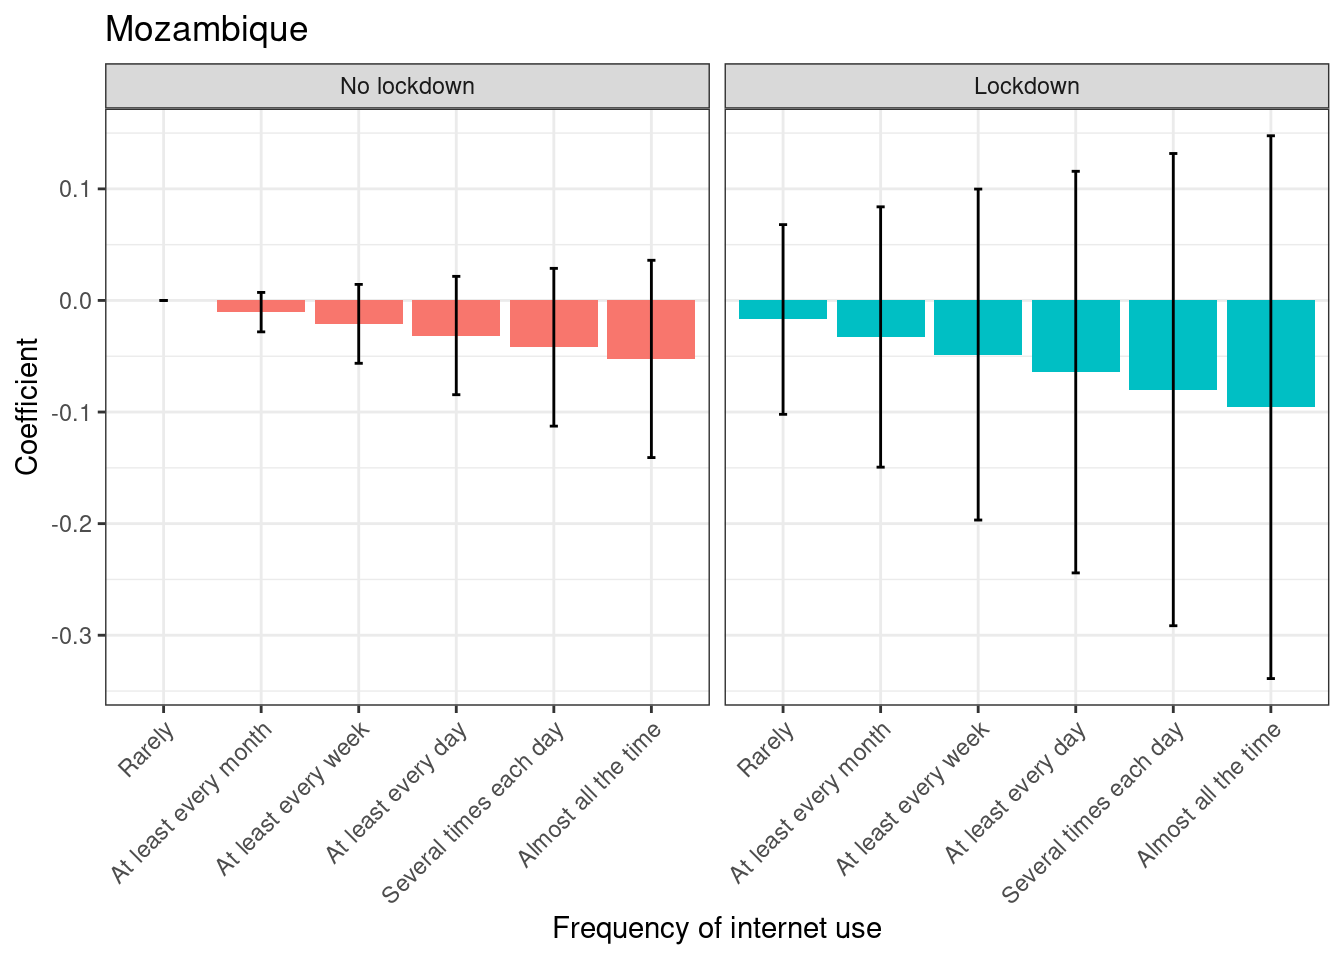 Mozambique
No lockdown
Lockdown
0.1
0.0
-0.1
-0.2
-0.3
Coefficient
Rarely
At least every month
At least every week
At least every day
Several times each day
Almost all the time
Rarely
At least every month
At least every week
At least every day
Several times each day
Almost all the time
Frequency of internet use